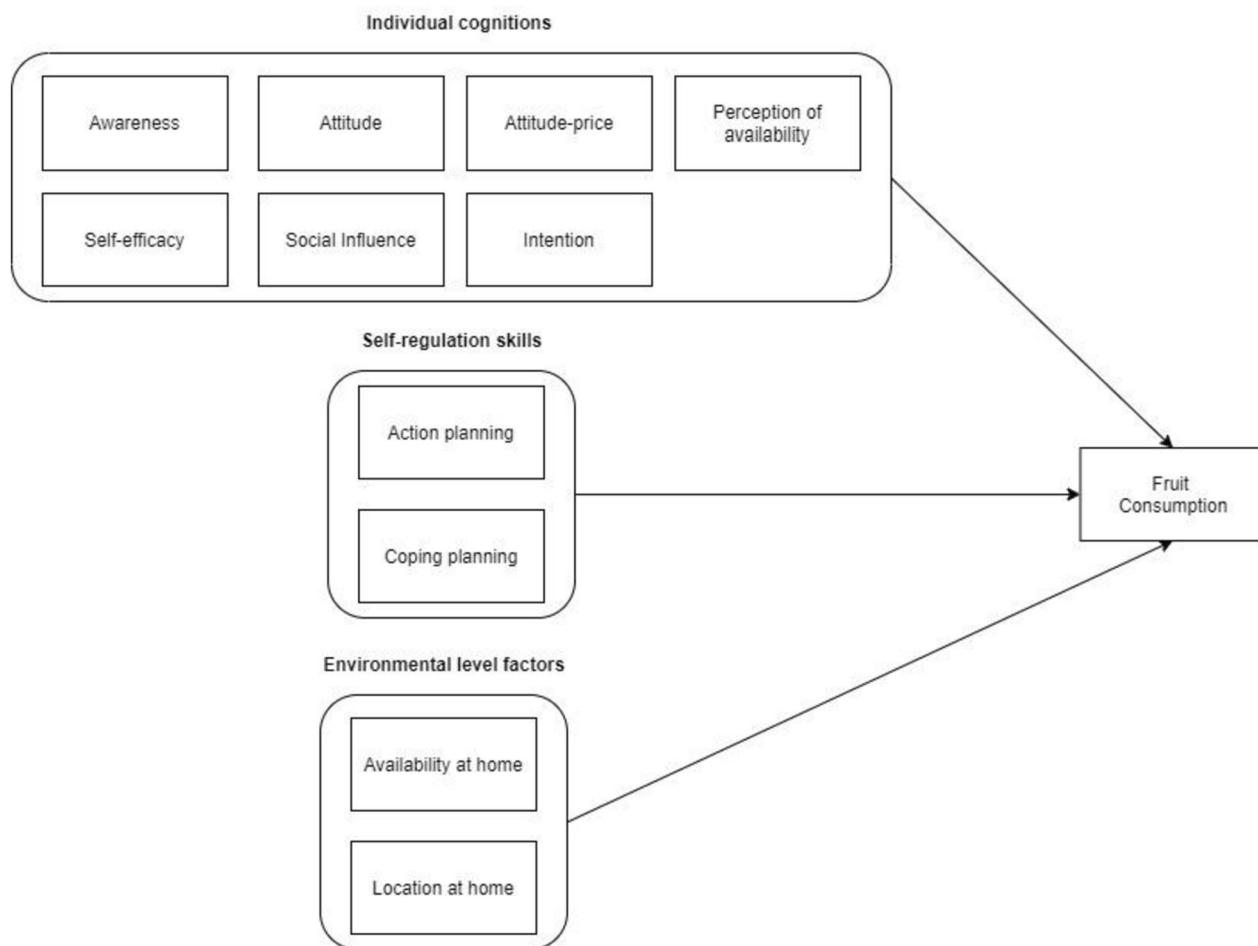 Individual cognitions
Awareness
Attitude
Attitude-price
Perception of
availability
Self-efficacy
Social Influence
Intention
Self-regulation skills
Action planning
Coping planning
Fruit
Consumption
Environmental level factors
Availability at home
Location at home